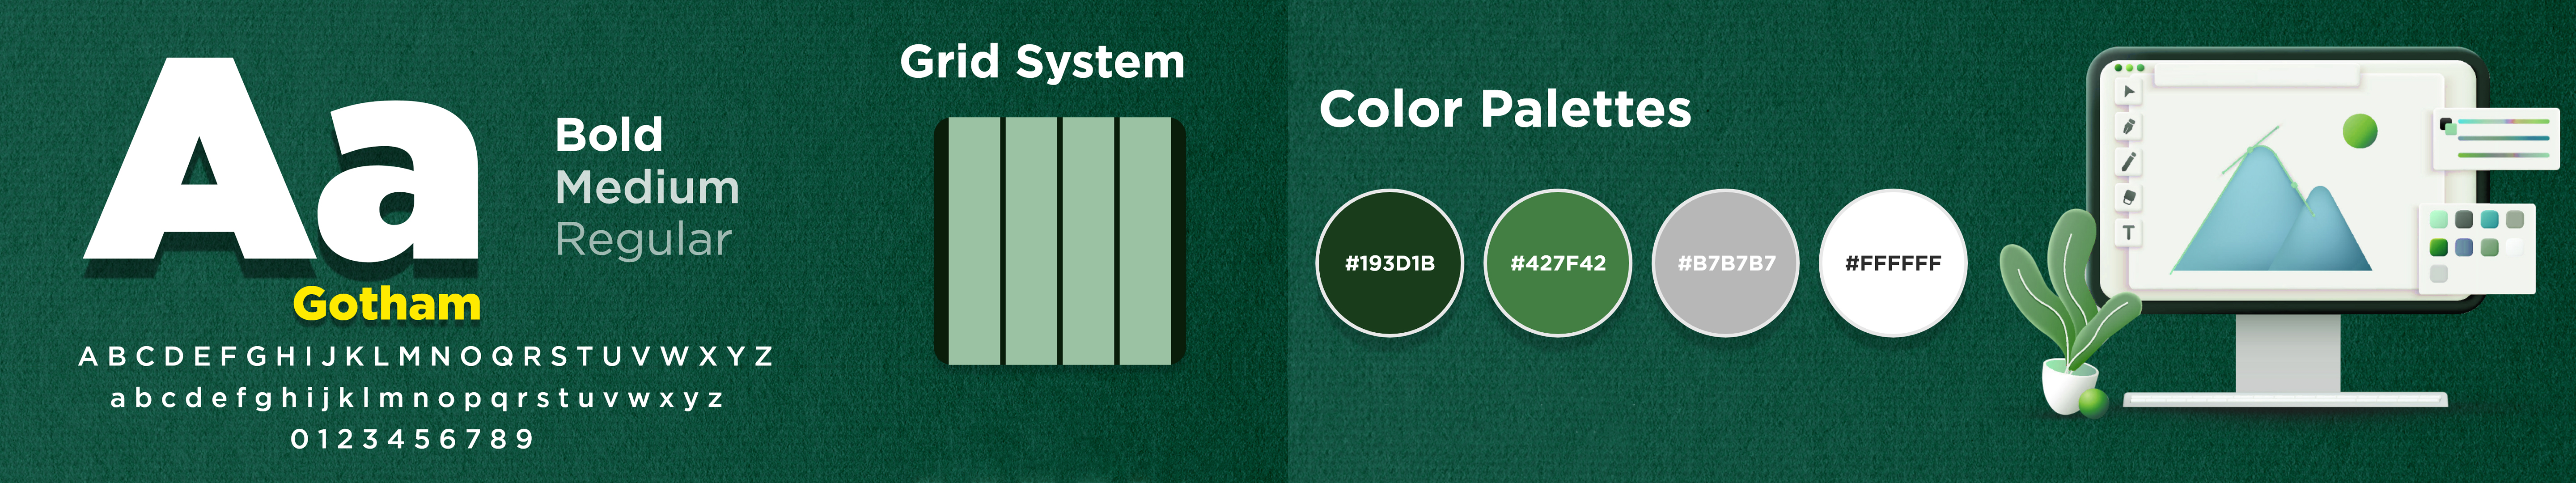 Aa
Bold
Medium
Regular
Gotham
A B C D E F G H I J K L M N O Q R S T U V W X Y Z
a b c d e f g h i j k l m n o p q r s t u v w x y z
0 1 2 3 4 5 6 7 8 9
Grid System
Color Palettes
#193D1B
#427F42
#B7B7B7
#FFFFFF
T